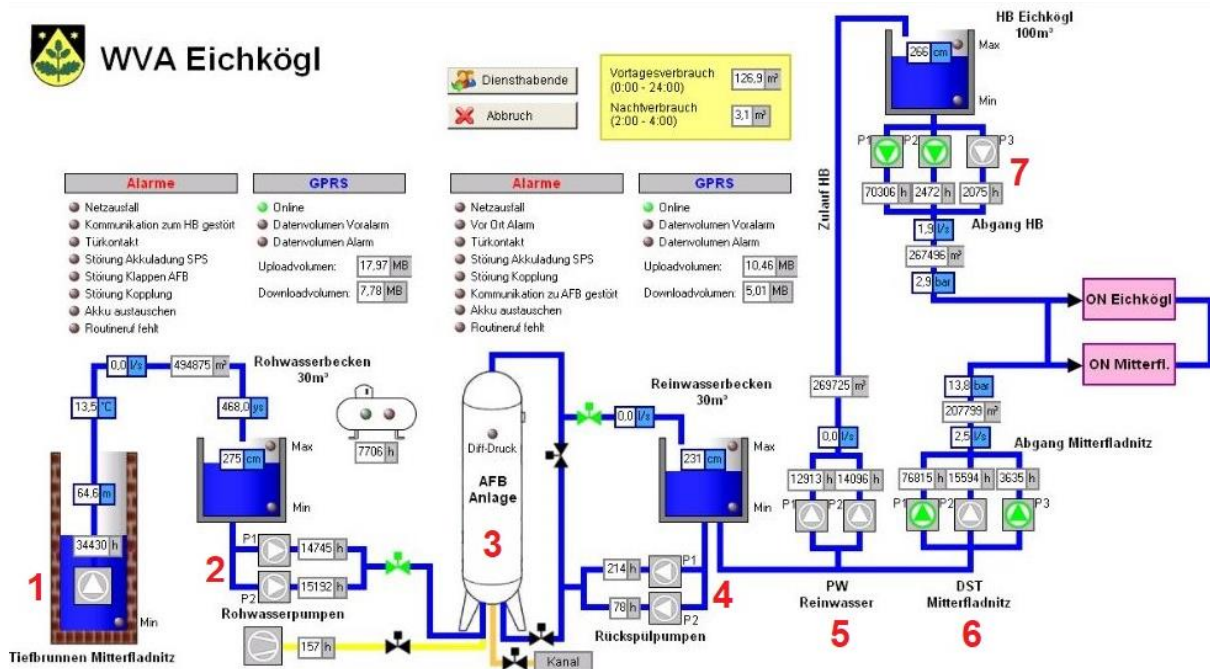 WVA Eichkögl
Diensthabende
Abbruch
Vortagesverbrauch
(0:00 - 24:00)
126,9 m³
Nachtverbrauch
(2:00 - 4:00)
3,1 m³
HB Eichkögl
100m³
266 cm
Max
Min
P1
P2
P3
7
70306 h
2472 h
2075 h
Abgang HB
1,9 l/s
267496 m³
2,9 bar
Zulauf HB
ON Eichkögl
ON Mitterfl.
Alarme
Netzausfall
Kommunikation zum HB gestört
Türkontakt
Störung Akkuladung SPS
Störung Klappen AFB
Störung Kopplung
Akku austauschen
Routineruf fehlt
GPRS
Online
Datenvolumen Voralarm
Datenvolumen Alarm
Uploadvolumen: 17,97 MB
Downloadvolumen: 7,78 MB
Alarme
Netzausfall
Vor Ort Alarm
Türkontakt
Störung Akkuladung SPS
Störung Kopplung
Kommunikation zu AFB gestört
Akku austauschen
Routineruf fehlt
GPRS
Online
Datenvolumen Voralarm
Datenvolumen Alarm
Uploadvolumen: 10,46 MB
Downloadvolumen: 5,01 MB
0,0 l/s
494875 m³
13,5 °C
64,6 m
34430 h
Min
1
Tiefbrunnen Mitterfladnitz
Rohwasserbecken
30m³
468,0 ys
275 cm
Max
Min
7706 h
2
P1
14745 h
P2
15192 h
Rohwasserpumpen
157 h
Diff-Druck
AFB
Anlage
3
Kanal
Reinwasserbecken
30m³
0,0 l/s
231 cm
Max
Min
214 h
P1
78 h
P2
Rückspülpumpen
4
269725 m³
0,0 l/s
12913 h
14096 h
P1
P2
PW
Reinwasser
5
13,8 bar
207799 m³
2,5 l/s
Abgang Mitterfladnitz
76815 h
15594 h
3635 h
P1
P2
P3
DST
Mitterfladnitz
6